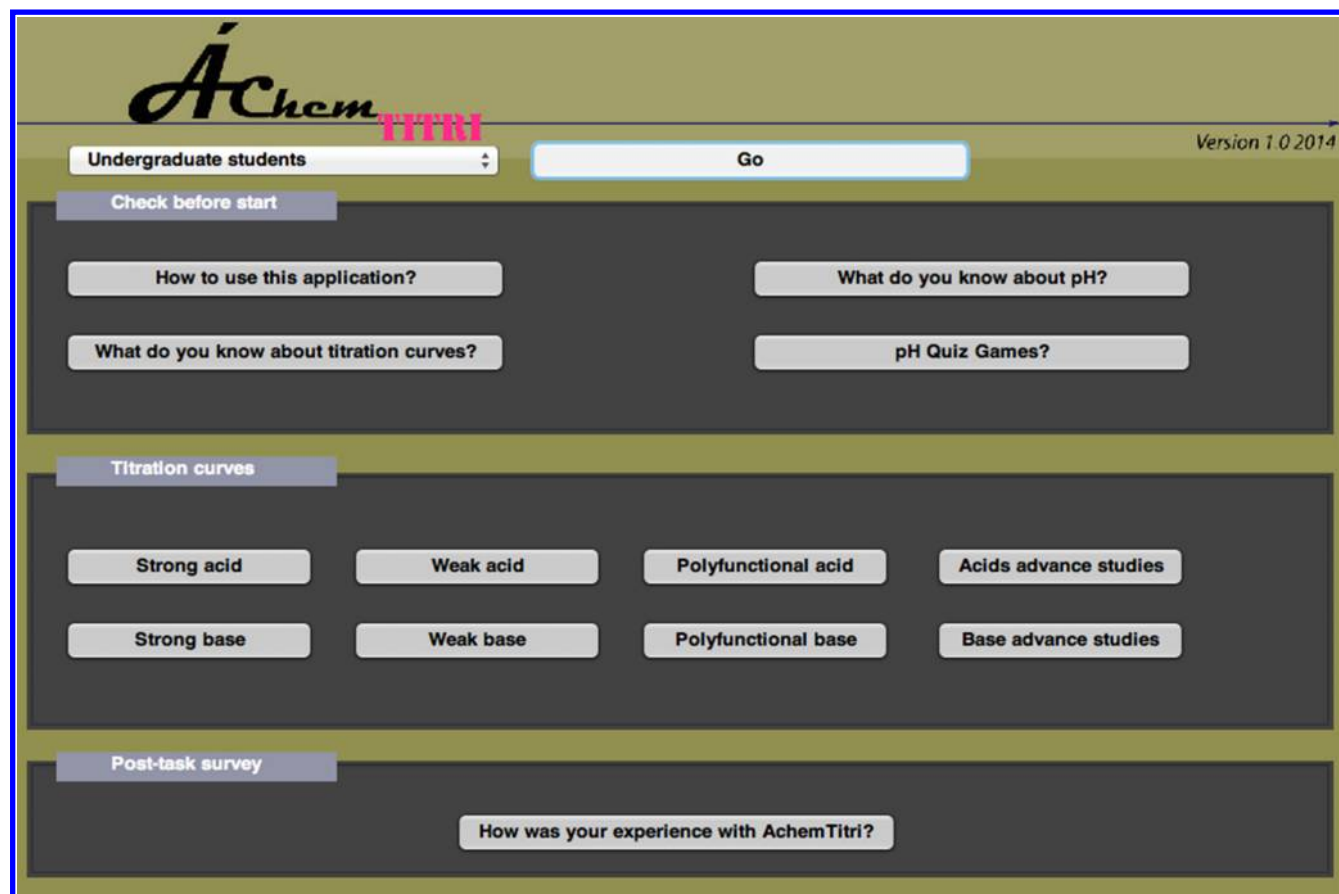 ÁChem
TITRI
Version 1.0 2014
Undergraduate students Go
Check before start
How to use this application? What do you know about pH?
What do you know about titration curves? pH Quiz Games?
Titration curves
Strong acid Weak acid Polyfunctional acid Acids advance studies
Strong base Weak base Polyfunctional base Base advance studies
Post-task survey
How was your experience with AchemTitri?